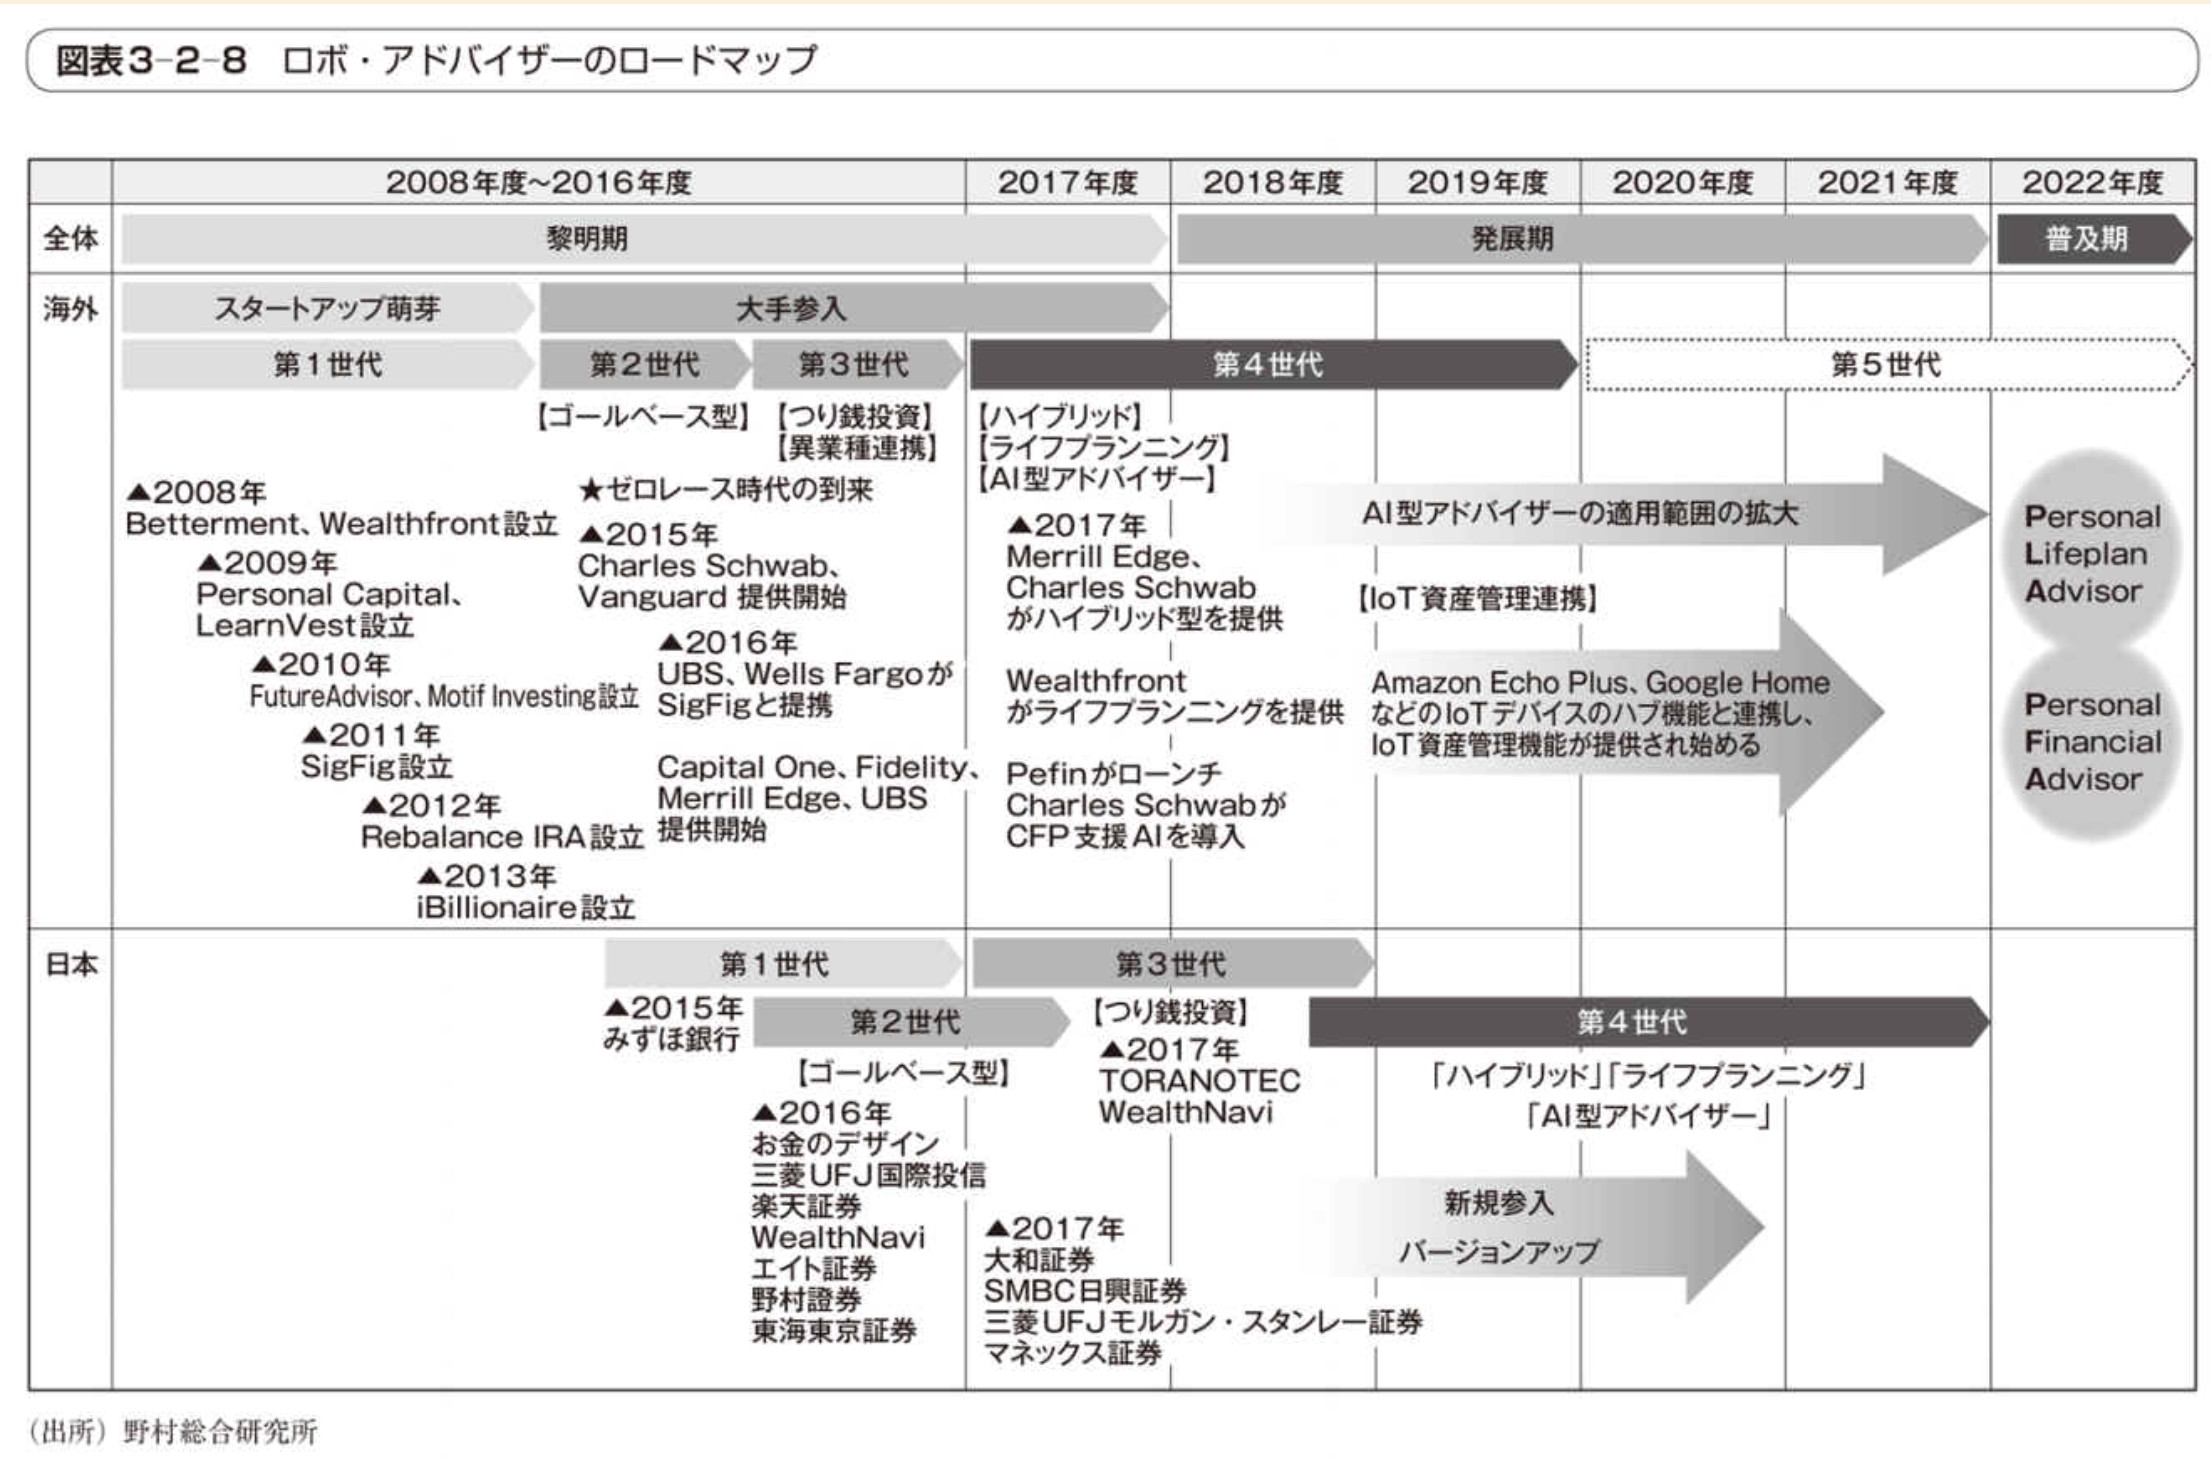 図表3-2-8 ロボ・アドバイザーのロードマップ
2008年度～2016年度
2017年度
2018年度
2019年度
2020年度
2021年度
2022年度
全体
黎明期
発展期
普及期
海外
スタートアップ萌芽
大手参入
第1世代
第2世代
第3世代
第4世代
第5世代
【ゴールベース型】
【つり銭投資】
【異業種連携】
【ハイブリッド】
【ライフプランニング】
【AI型アドバイザー】
▲2008年
Betterment、Wealthfront設立
▲2009年
Personal Capital、
LearnVest設立
▲2010年
FutureAdvisor、Motif Investing設立
▲2011年
SigFig設立
▲2012年
Rebalance IRA設立
▲2013年
iBillionaire設立
★ゼロレース時代の到来
▲2015年
Charles Schwab、
Vanguard 提供開始
▲2016年
UBS、Wells Fargoが
SigFigと提携
Capital One、Fidelity、
Merrill Edge、UBS
提供開始
▲2017年
Merrill Edge、
Charles Schwab
がハイブリッド型を提供
Wealthfront
がライフプランニングを提供
Pefinがローンチ
Charles Schwabが
CFP支援AIを導入
AI型アドバイザーの適用範囲の拡大
【IoT資産管理連携】
Amazon Echo Plus、Google Home
などのIoTデバイスのハブ機能と連携し、
IoT資産管理機能が提供され始める
Personal
Lifeplan
Advisor
Personal
Financial
Advisor
日本
第1世代
第3世代
▲2015年
みずほ銀行
第2世代
【ゴールベース型】
▲2016年
お金のデザイン
三菱UFJ国際投信
楽天証券
WealthNavi
エイト証券
野村證券
東海東京証券
【つり銭投資】
▲2017年
TORANOTEC
WealthNavi
▲2017年
大和証券
SMBC日興証券
三菱UFJモルガン・スタンレー証券
マネックス証券
第4世代
「ハイブリッド」「ライフプランニング」
「AI型アドバイザー」
新規参入
バージョンアップ
（出所）野村総合研究所